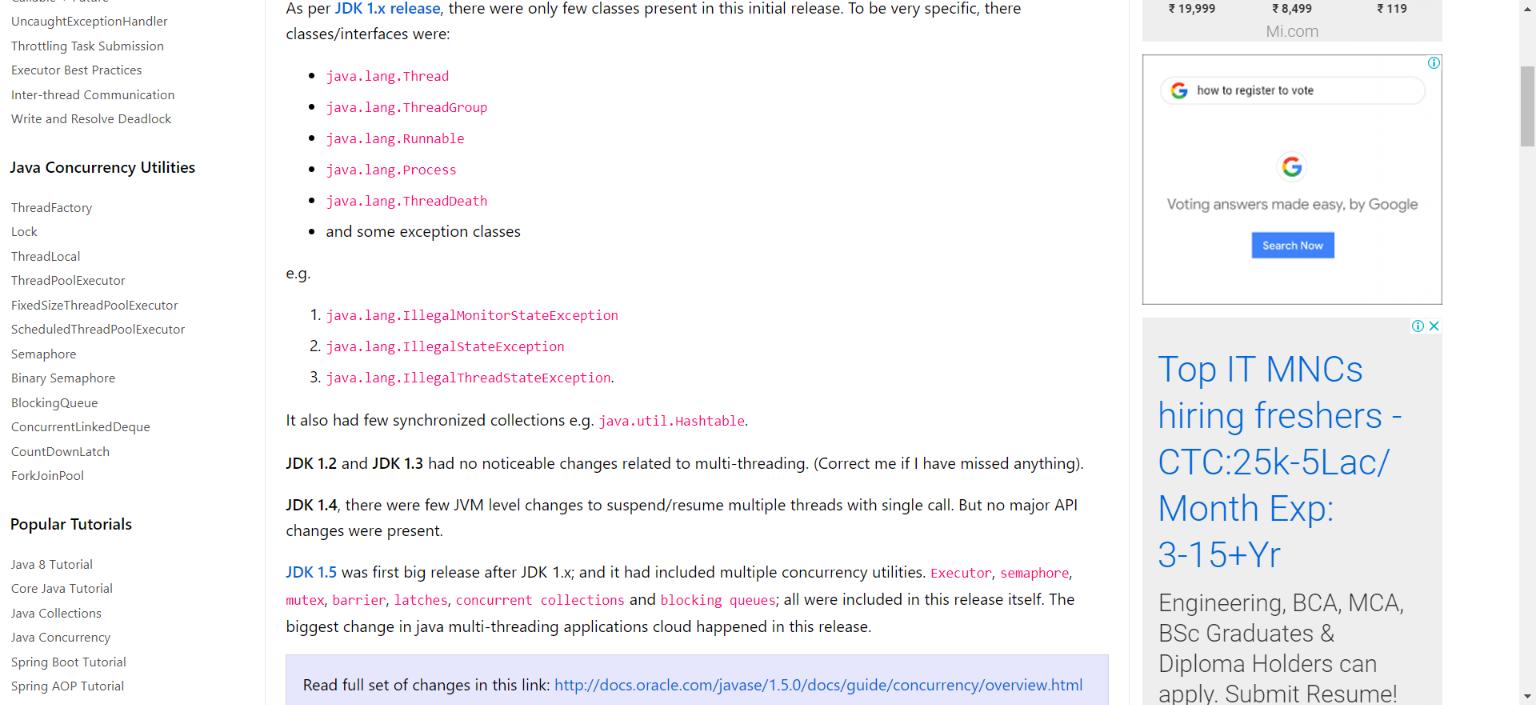 UncaughtExceptionHandler
Throttling Task Submission
Executor Best Practices
Inter-thread Communication
Write and Resolve Deadlock
Java Concurrency Utilities
ThreadFactory
Lock
ThreadLocal
ThreadPoolExecutor
FixedSizeThreadPoolExecutor
ScheduledThreadPoolExecutor
Semaphore
Binary Semaphore
BlockingQueue
ConcurrentLinkedDeque
CountDownLatch
ForkJoinPool
Popular Tutorials
Java 8 Tutorial
Core Java Tutorial
Java Collections
Java Concurrency
Spring Boot Tutorial
Spring AOP Tutorial
As per JDK 1.x release, there were only few classes present in this initial release. To be very specific, there
classes/interfaces were:
• java.lang.Thread
• java.lang.ThreadGroup
• java.lang.Runnable
• java.lang.Process
• java.lang.ThreadDeath
• and some exception classes
e.g.
1. java.lang.IllegalMonitorStateException
2. java.lang.IllegalStateException
3. java.lang.IllegalThreadStateException.
It also had few synchronized collections e.g. java.util.Hashtable.
JDK 1.2 and JDK 1.3 had no noticeable changes related to multi-threading. (Correct me if I have missed anything).
JDK 1.4, there were few JVM level changes to suspend/resume multiple threads with single call. But no major API
changes were present.
JDK 1.5 was first big release after JDK 1.x; and it had included multiple concurrency utilities. Executor, semaphore,
mutex, barrier, latches, concurrent collections and blocking queues; all were included in this release itself. The
biggest change in java multi-threading applications cloud happened in this release.
Read full set of changes in this link: http://docs.oracle.com/javase/1.5.0/docs/guide/concurrency/overview.html
₹ 19,999 ₹ 8,499 ₹ 119
Mi.com
how to register to vote
Voting answers made easy, by Google
Search Now
Top IT MNCs
hiring freshers -
CTC:25k-5Lac/
Month Exp:
3-15+Yr
Engineering, BCA, MCA,
BSc Graduates &
Diploma Holders can
apply. Submit Resume!